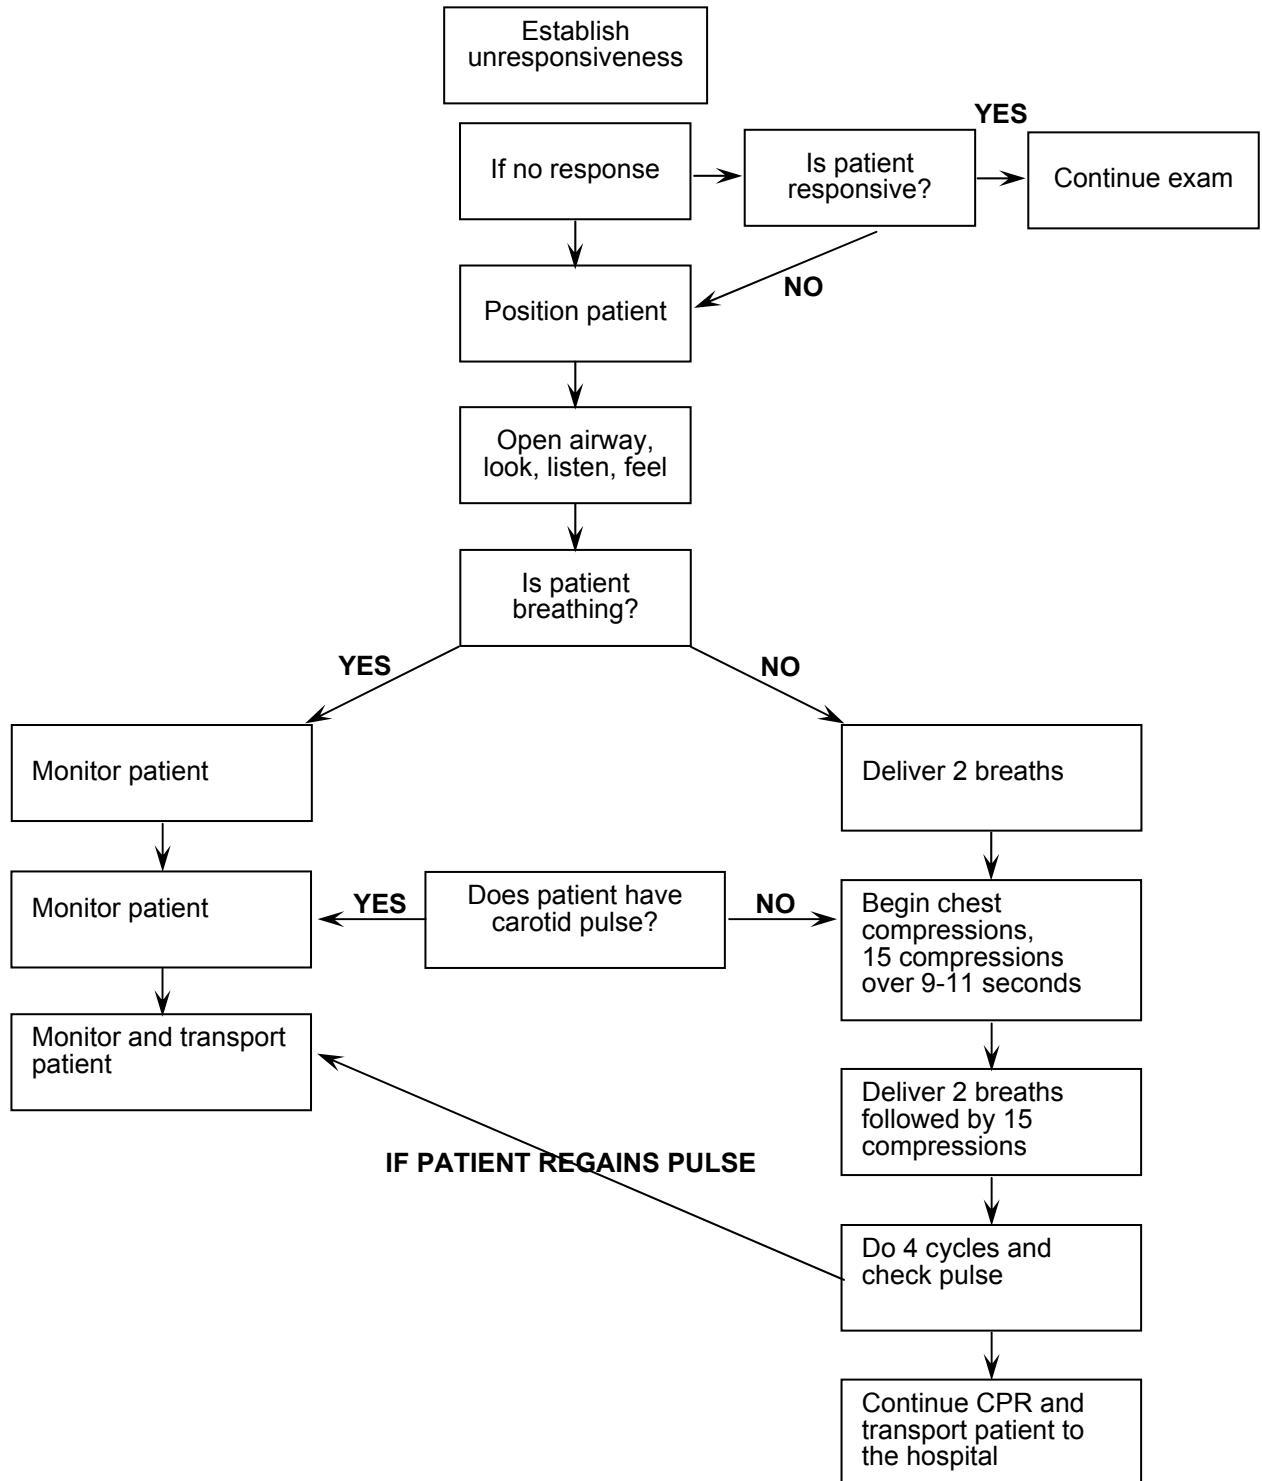 Establish
unresponsiveness
YES
If no response
Is patient
responsive?
Continue exam
NO
Position patient
Open airway,
look, listen, feel
Is patient
breathing?
YES
NO
Monitor patient
Deliver 2 breaths
Monitor patient
YES
Does patient have
carotid pulse?
NO
Begin chest
compressions,
15 compressions
over 9-11 seconds
Monitor and transport
patient
Deliver 2 breaths
followed by 15
compressions
IF PATIENT REGAINS PULSE
Do 4 cycles and
check pulse
Continue CPR and
transport patient to
the hospital